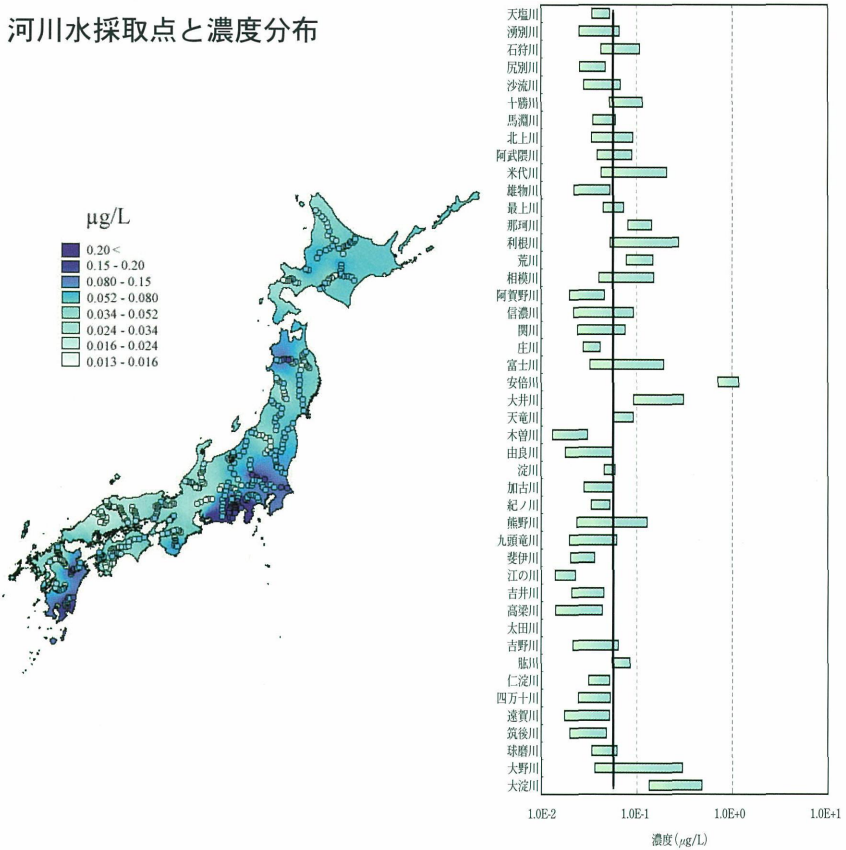 河川水採取点と濃度分布
μg/L
0.20 <
0.15 - 0.20
0.080 - 0.15
0.052 - 0.080
0.034 - 0.052
0.024 - 0.034
0.016 - 0.024
0.013 - 0.016
天塩川
湧別川
石狩川
尻別川
沙流川
十勝川
馬淵川
北上川
阿武隈川
米代川
雄物川
最上川
那珂川
利根川
荒川
相模川
阿賀野川
信濃川
関川
庄川
富士川
安倍川
大井川
天竜川
木曽川
由良川
淀川
加古川
紀ノ川
熊野川
九頭竜川
斐伊川
江の川
吉井川
高梁川
太田川
吉野川
肱川
仁淀川
四万十川
遠賀川
筑後川
球磨川
大野川
大淀川
1.0E-2 1.0E-1 1.0E+0 1.0E+1
濃度(μg/L)